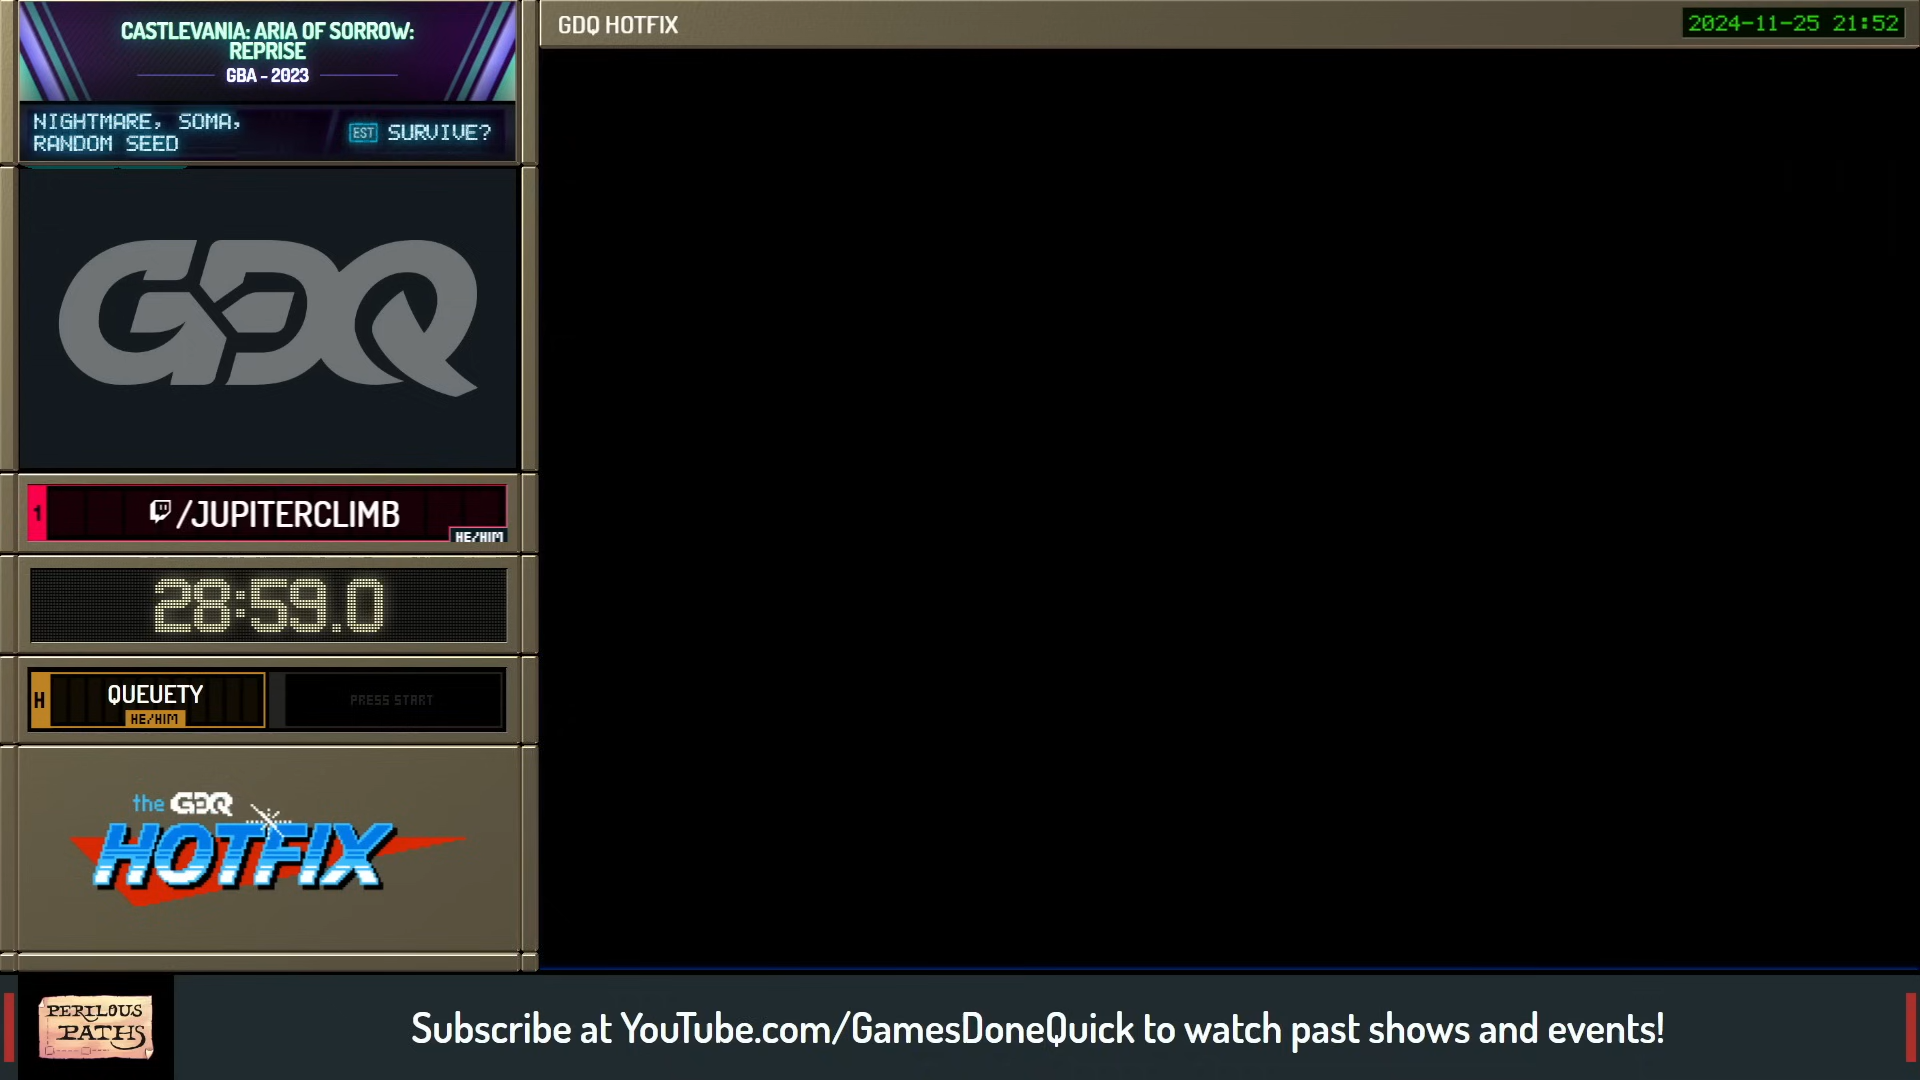 CASTLEVANIA: ARIA OF SORROW:
REPRISE
GBA - 2023
NIGHTMARE, SOMA,
RANDOM SEED
EST SURVIVE?
GDQ
1 /JUPITERCLIMB
HE/HIM
28:59.0
H QUEUETY
HE/HIM
PRESS START
the GDQ
HOTFIX
GDQ HOTFIX
2024-11-25 21:52
PERILOUS
PATHS
Subscribe at YouTube.com/GamesDoneQuick to watch past shows and events!